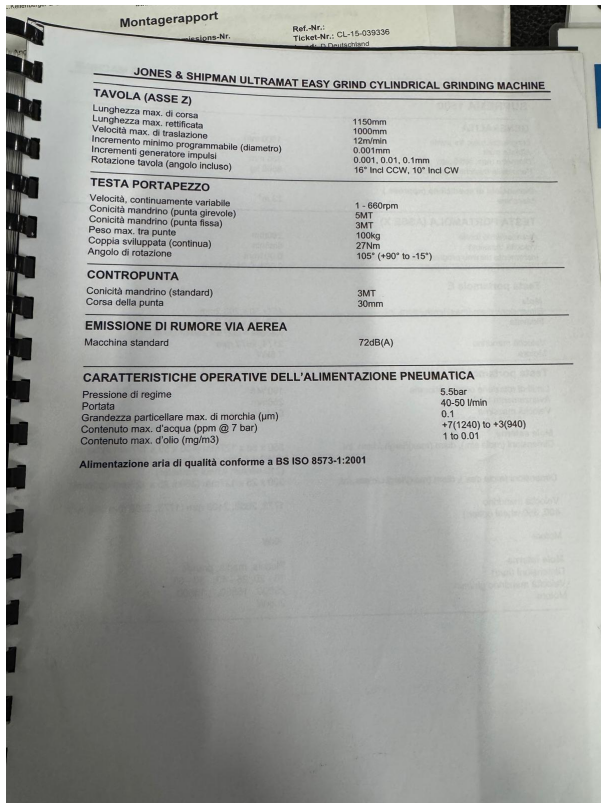 Montagerapport
Ref.-Nr.:
Ticket-Nr.: CL-15-039336
Deutschland
JONES & SHIPMAN ULTRAMAT EASY GRIND CYLINDRICAL GRINDING MACHINE
TAVOLA (ASSE Z)
Lunghezza max. di corsa 1150mm
Lunghezza max. rettificata 1000mm
Velocità max. di traslazione 12m/min
Incremento minimo programmabile (diametro) 0.001mm
Incrementi generatore impulsi 0.001, 0.01, 0.1mm
Rotazione tavola (angolo incluso) 16° Incl CCW, 10° Incl CW
TESTA PORTAPEZZO
Velocità, continuamente variabile 1 - 660rpm
Conicità mandrino (punta girevole) 5MT
Conicità mandrino (punta fissa) 3MT
Peso max. tra punte 100kg
Coppia sviluppata (continua) 27Nm
Angolo di rotazione 105° (+90° to -15°)
CONTROPUNTA
Conicità mandrino (standard) 3MT
Corsa della punta 30mm
EMISSIONE DI RUMORE VIA AEREA
Macchina standard 72dB(A)
CARATTERISTICHE OPERATIVE DELL'ALIMENTAZIONE PNEUMATICA
Pressione di regime 5.5bar
Portata 40-50 l/min
Grandezza particellare max. di morchia (µm) 0.1
Contenuto max. d'acqua (ppm @ 7 bar) +7(1240) to +3(940)
Contenuto max. d'olio (mg/m3) 1 to 0.01
Alimentazione aria di qualità conforme a BS ISO 8573-1:2001